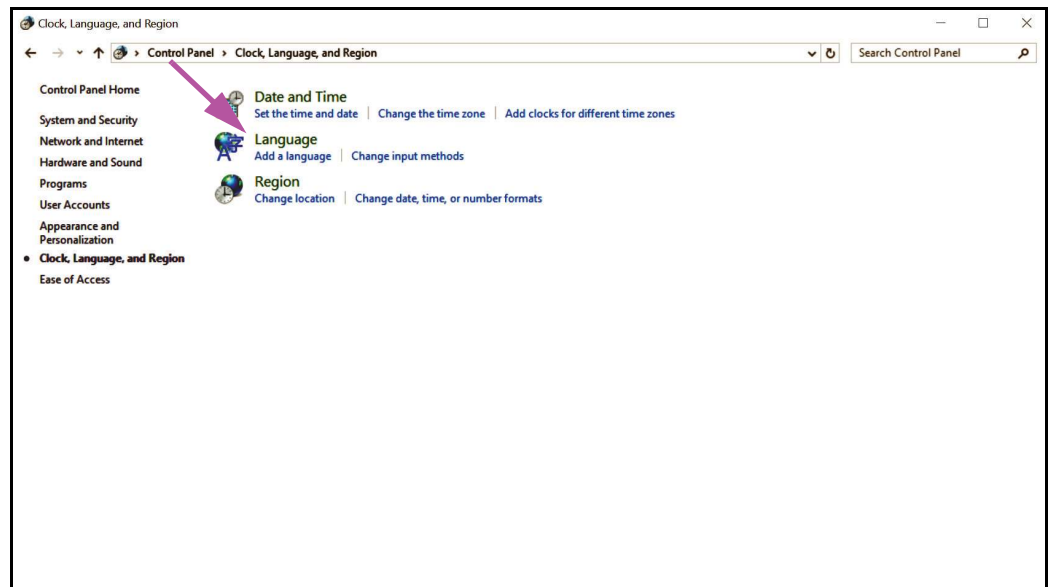 Clock, Language, and Region
Control Panel > Clock, Language, and Region
Search Control Panel
Control Panel Home
System and Security
Network and Internet
Hardware and Sound
Programs
User Accounts
Appearance and
Personalization
Clock, Language, and Region
Ease of Access
Date and Time
Set the time and date | Change the time zone | Add clocks for different time zones
Language
Add a language | Change input methods
Region
Change location | Change date, time, or number formats